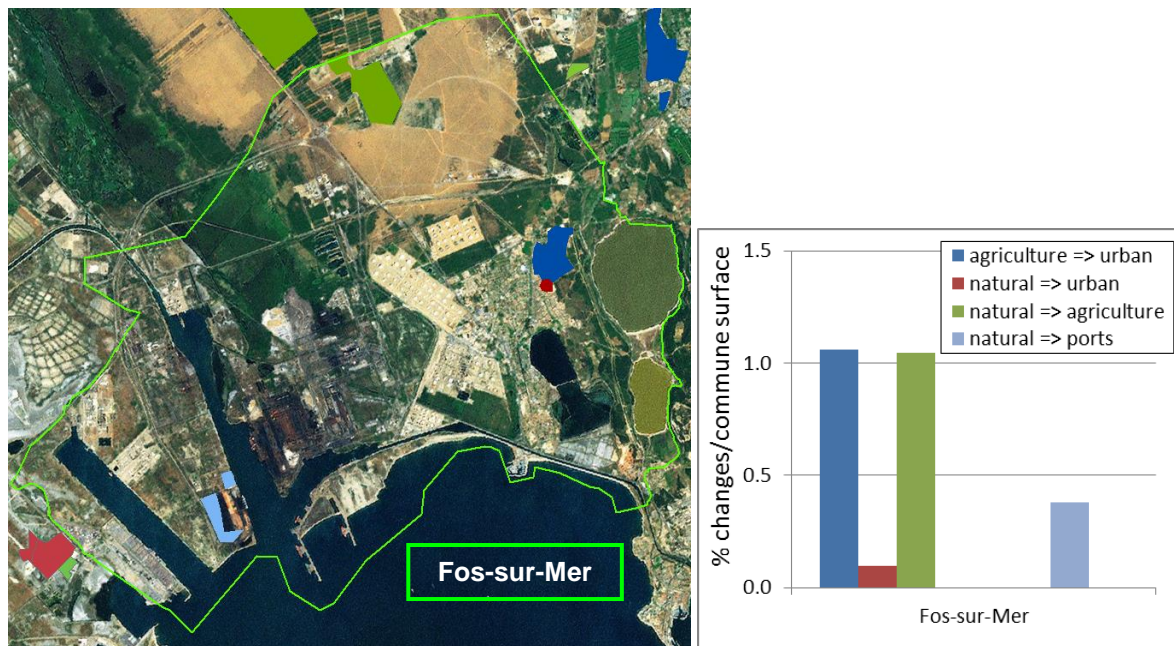 Fos-sur-Mer
% changes/commune surface
1.5
1.0
0.5
0.0
agriculture => urban
natural => urban
natural => agriculture
natural => ports
Fos-sur-Mer